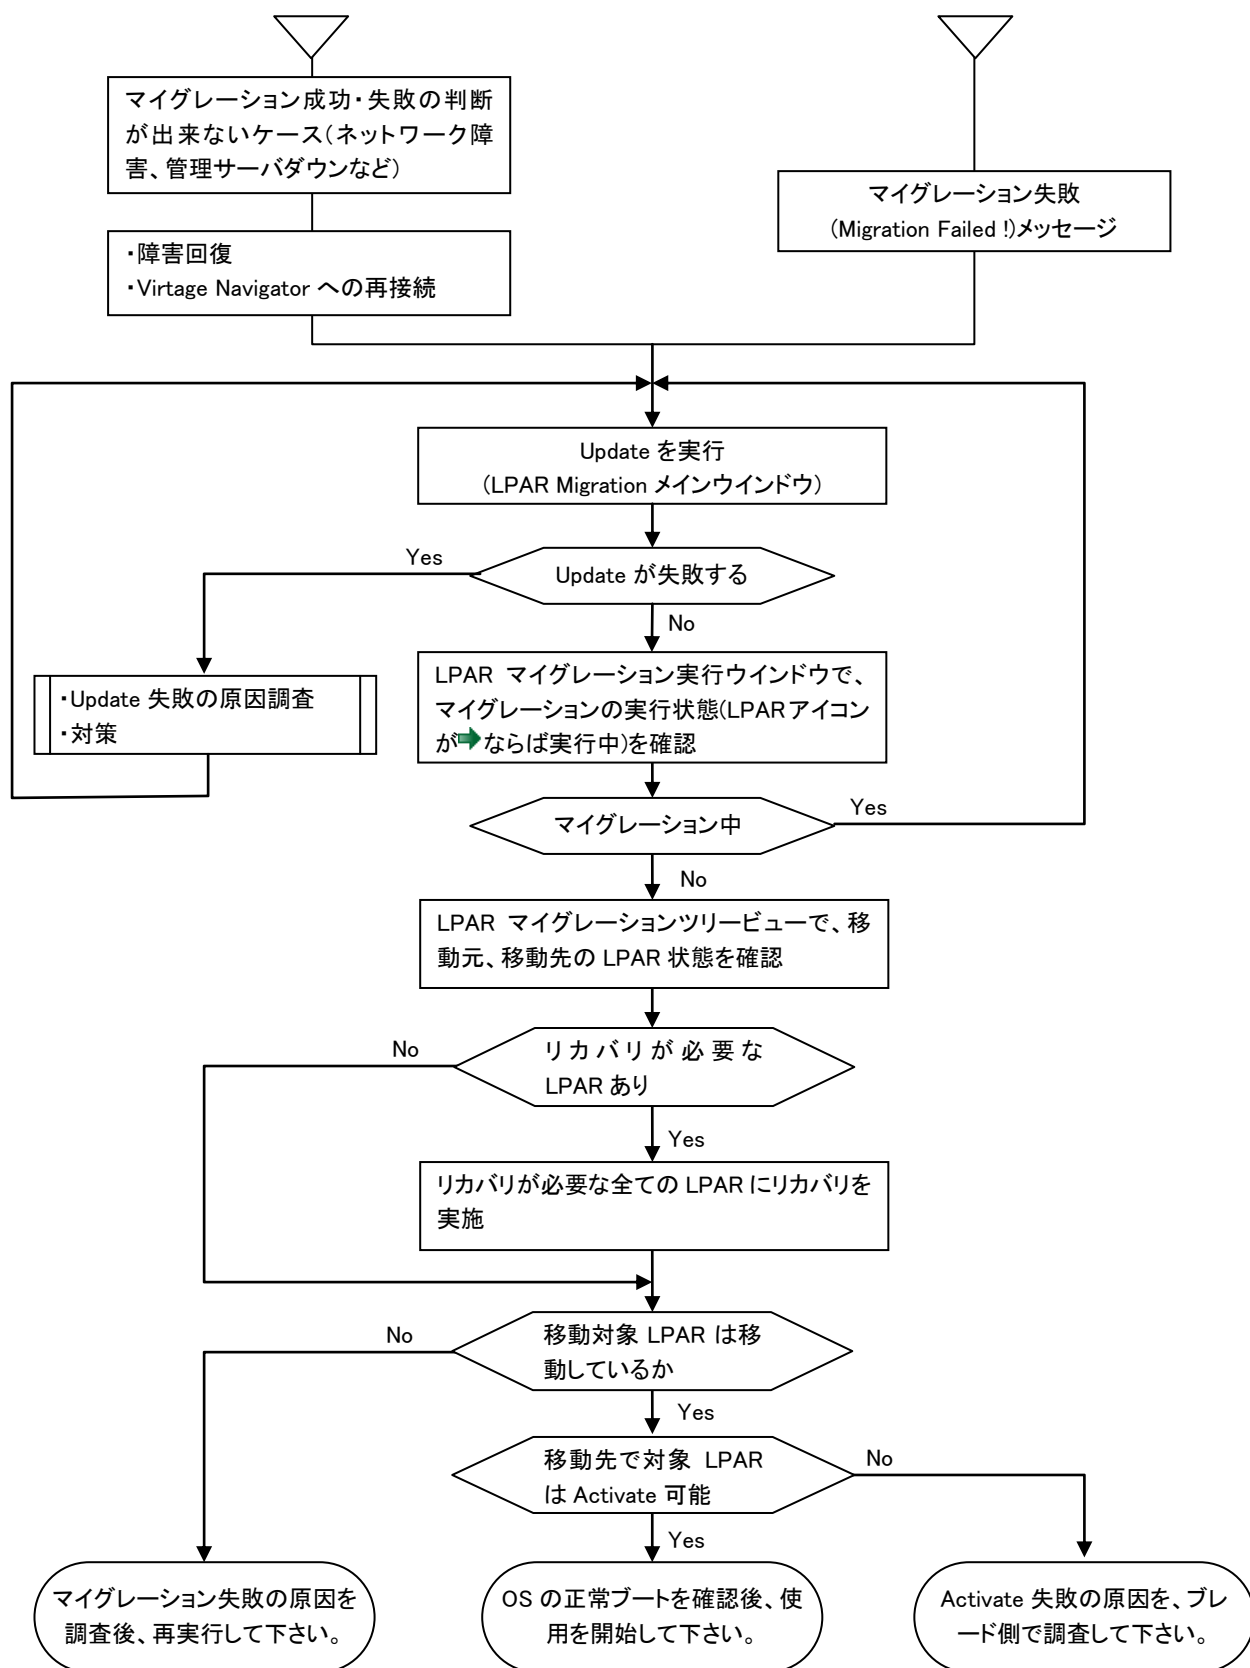 マイグレーション成功・失敗の判断
が出来ないケース(ネットワーク障
害、管理サーバダウンなど)
マイグレーション失敗
(Migration Failed !)メッセージ
・障害回復
・Virtage Navigator への再接続
Update を実行
(LPAR Migration メインウインドウ)
Yes
Update が失敗する
No
・Update 失敗の原因調査
・対策
LPAR マイグレーション実行ウインドウで、
マイグレーションの実行状態(LPARアイコン
が ならば実行中)を確認
マイグレーション中
Yes
No
LPAR マイグレーションツリービューで、移
動元、移動先の LPAR 状態を確認
No
リカバリが必要な
LPAR あり
Yes
リカバリが必要な全ての LPAR にリカバリを
実施
No
移動対象 LPAR は移
動しているか
Yes
移動先で対象 LPAR
は Activate 可能
No
Yes
マイグレーション失敗の原因を
調査後、再実行して下さい。
OS の正常ブートを確認後、使
用を開始して下さい。
Activate 失敗の原因を、ブレ
ード側で調査して下さい。